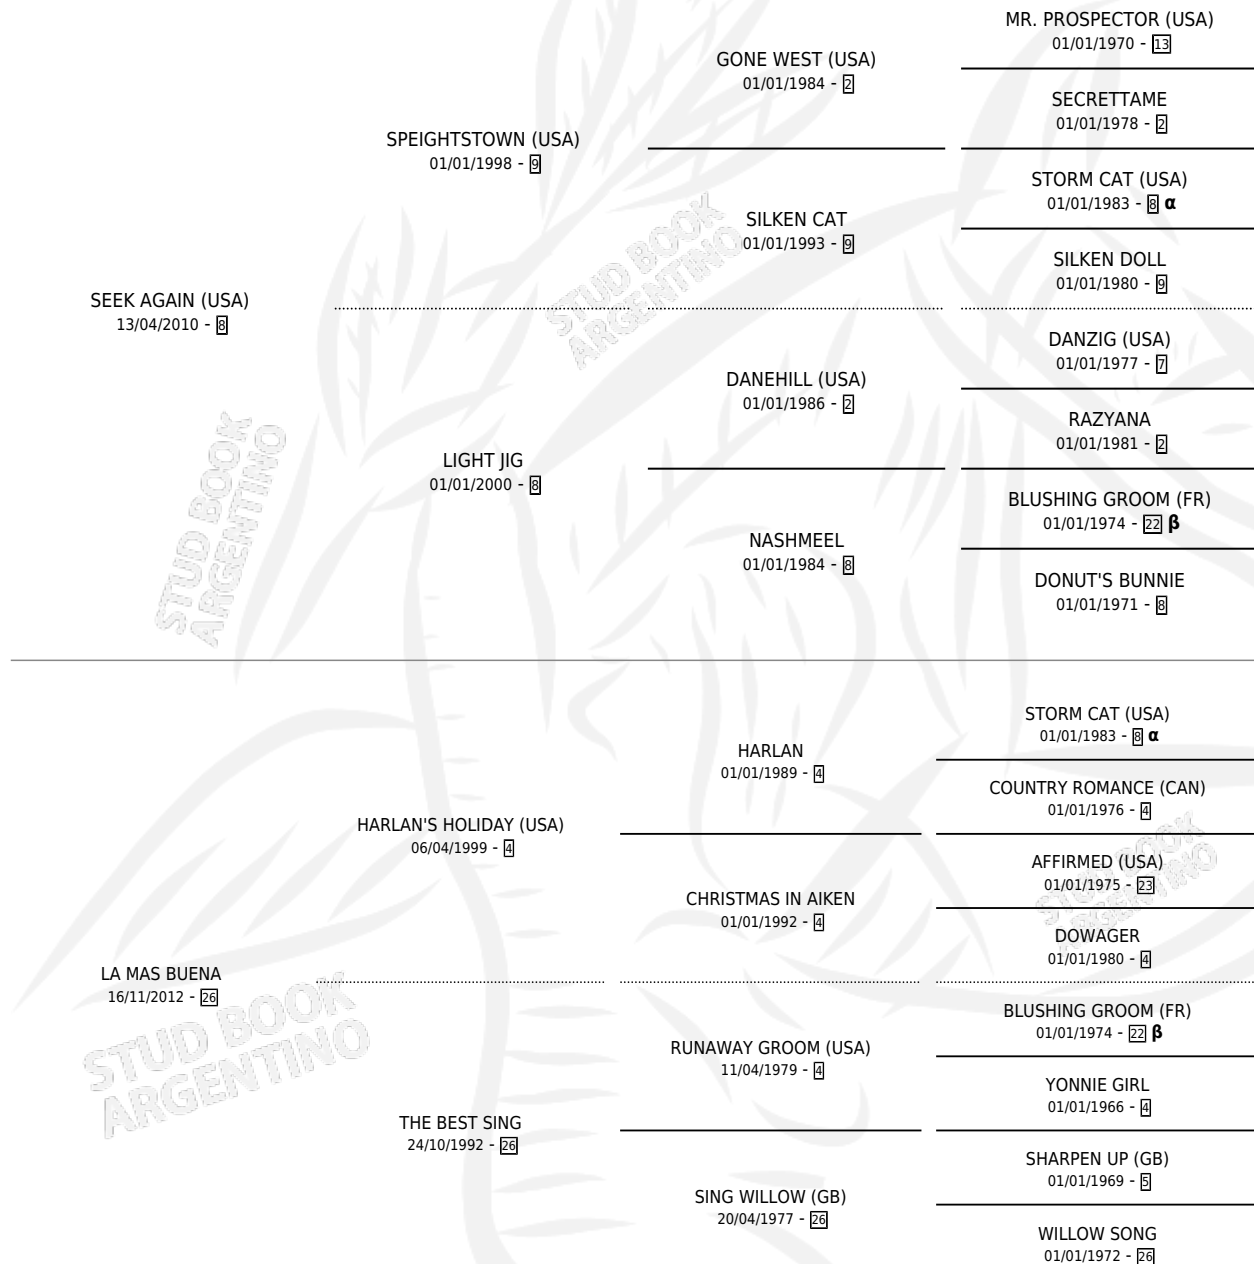 MR. PROSPECTOR (USA)
01/01/1970 - 13
GONE WEST (USA)
01/01/1984 - 2
SECRETTAME
01/01/1978 - 2
SPEIGHTSTOWN (USA)
01/01/1998 - 9
STORM CAT (USA)
01/01/1983 - 8 α
SILKEN CAT
01/01/1993 - 9
SILKEN DOLL
01/01/1980 - 9
SEEK AGAIN (USA)
13/04/2010 - 8
DANZIG (USA)
01/01/1977 - 7
DANEHILL (USA)
01/01/1986 - 2
RAZYANA
01/01/1981 - 2
LIGHT JIG
01/01/2000 - 8
BLUSHING GROOM (FR)
01/01/1974 - 22 β
NASHMEEL
01/01/1984 - 8
DONUT'S BUNNIE
01/01/1971 - 8
STORM CAT (USA)
01/01/1983 - 8 α
HARLAN
01/01/1989 - 4
COUNTRY ROMANCE (CAN)
01/01/1976 - 4
HARLAN'S HOLIDAY (USA)
06/04/1999 - 4
AFFIRMED (USA)
01/01/1975 - 23
CHRISTMAS IN AIKEN
01/01/1992 - 4
DOWAGER
01/01/1980 - 4
LA MAS BUENA
16/11/2012 - 26
BLUSHING GROOM (FR)
01/01/1974 - 22 β
RUNAWAY GROOM (USA)
11/04/1979 - 4
YONNIE GIRL
01/01/1966 - 4
THE BEST SING
24/10/1992 - 26
SHARPEN UP (GB)
01/01/1969 - 5
SING WILLOW (GB)
20/04/1977 - 26
WILLOW SONG
01/01/1972 - 26
STUD BOOK
ARGENTINO
STUD BOOK
ARGENTINO
STUD BOOK
ARGENTINO
STUD BOOK
ARGENTINO